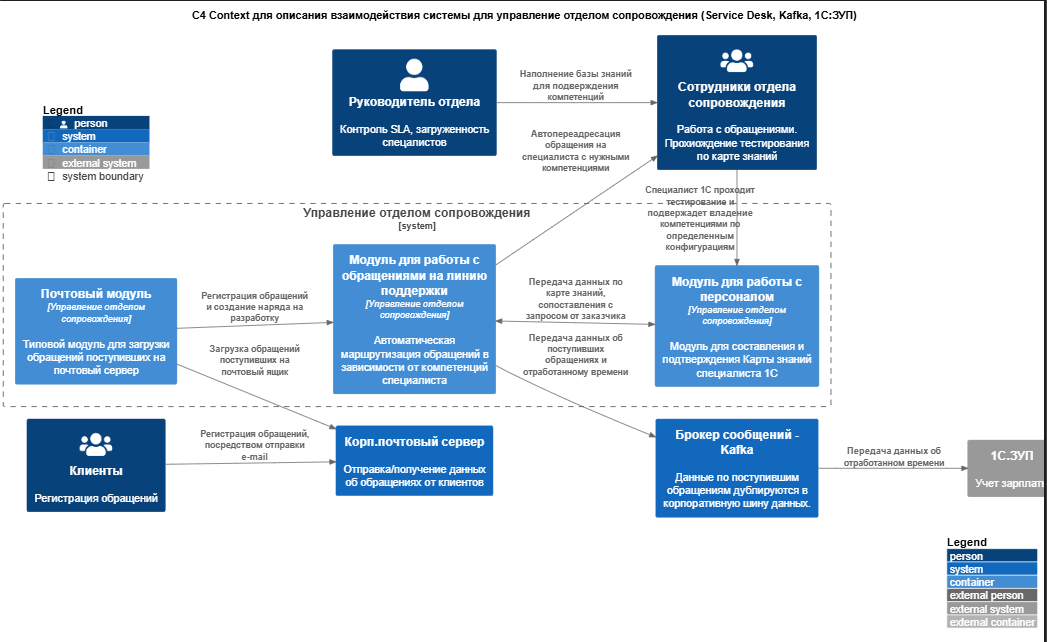 C4 Context для описания взаимодействия системы для управление отделом сопровождения (Service Desk, Kafka, 1С:ЗУП)
Legend
person
system
container
external system
system boundary
Руководитель отдела
Контроль SLA, загруженность
спецалистов
Наполнение базы знаний
для подверждения
компетенций
Сотрудники отдела
сопровождения
Работа с обращениями.
Прохиождение тестирования
по карте знаний
Автопереадресация
обращения на
специалиста с нужными
компетенциями
Специалист 1С проходит
тестирование и
подвержадет владение
компетенциями по
определенным
конфигурациям
Управление отделом сопровождения
[system]
Почтовый модуль
[Управление отделом
сопровождения]
Типовой модуль для загрузки
обращений поступивших на
почтовый сервер
Регистрация обращений
и создание наряда на
разработку
Загрузка обращений
поступивших на
почтовый ящик
Модуль для работы с
обращениями на линию
поддержки
[Управление отделом
сопровождения]
Автоматическая
маршрутизация обращений в
зависимости от компетенций
специалиста
Передача данных по
карте знаний,
сопоставления с
запросом от заказчика
Передача данных об
поступивших
обращениях и
отработанному времени
Модуль для работы с
персоналом
[Управление отделом
сопровождения]
Модуль для составления и
подтверждения Карты знаний
специалиста 1С
Клиенты
Регистрация обращений
Регистрация обращений,
посредством отправки
e-mail
Корп.почтовый сервер
Отправка/получение данных
об обращениях от клиентов
Брокер сообщений -
Kafka
Данные по поступившим
обращениям дублируются в
корпоративную шину данных.
Передача данных об
отработанному времени
1С.ЗУП
Учет зарплат
Legend
person
system
container
external person
external system
external container